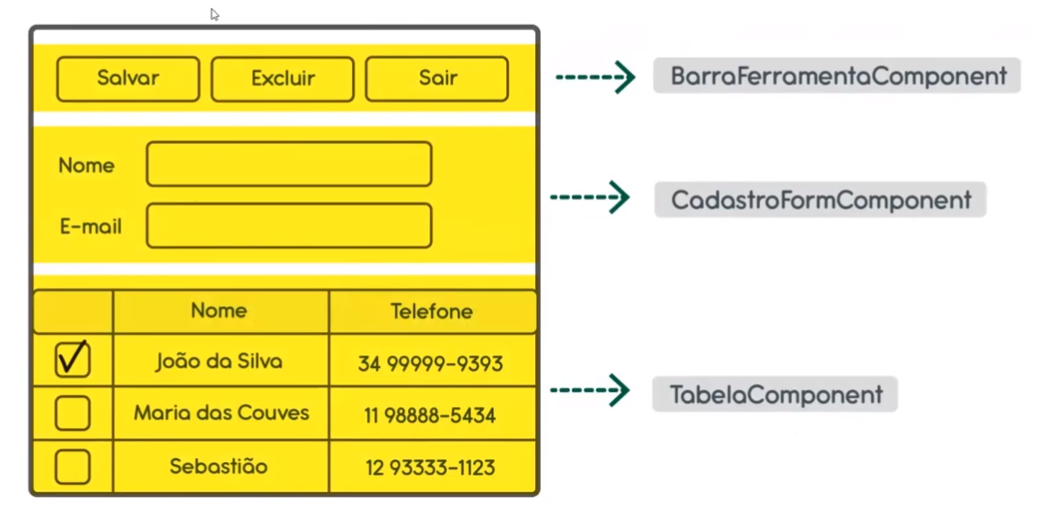 Salvar Excluir Sair
BarraFerramentaComponent
Nome
E-mail
CadastroFormComponent
Nome Telefone
João da Silva 34 99999-9393
Maria das Couves 11 98888-5434
Sebastião 12 93333-1123
TabelaComponent